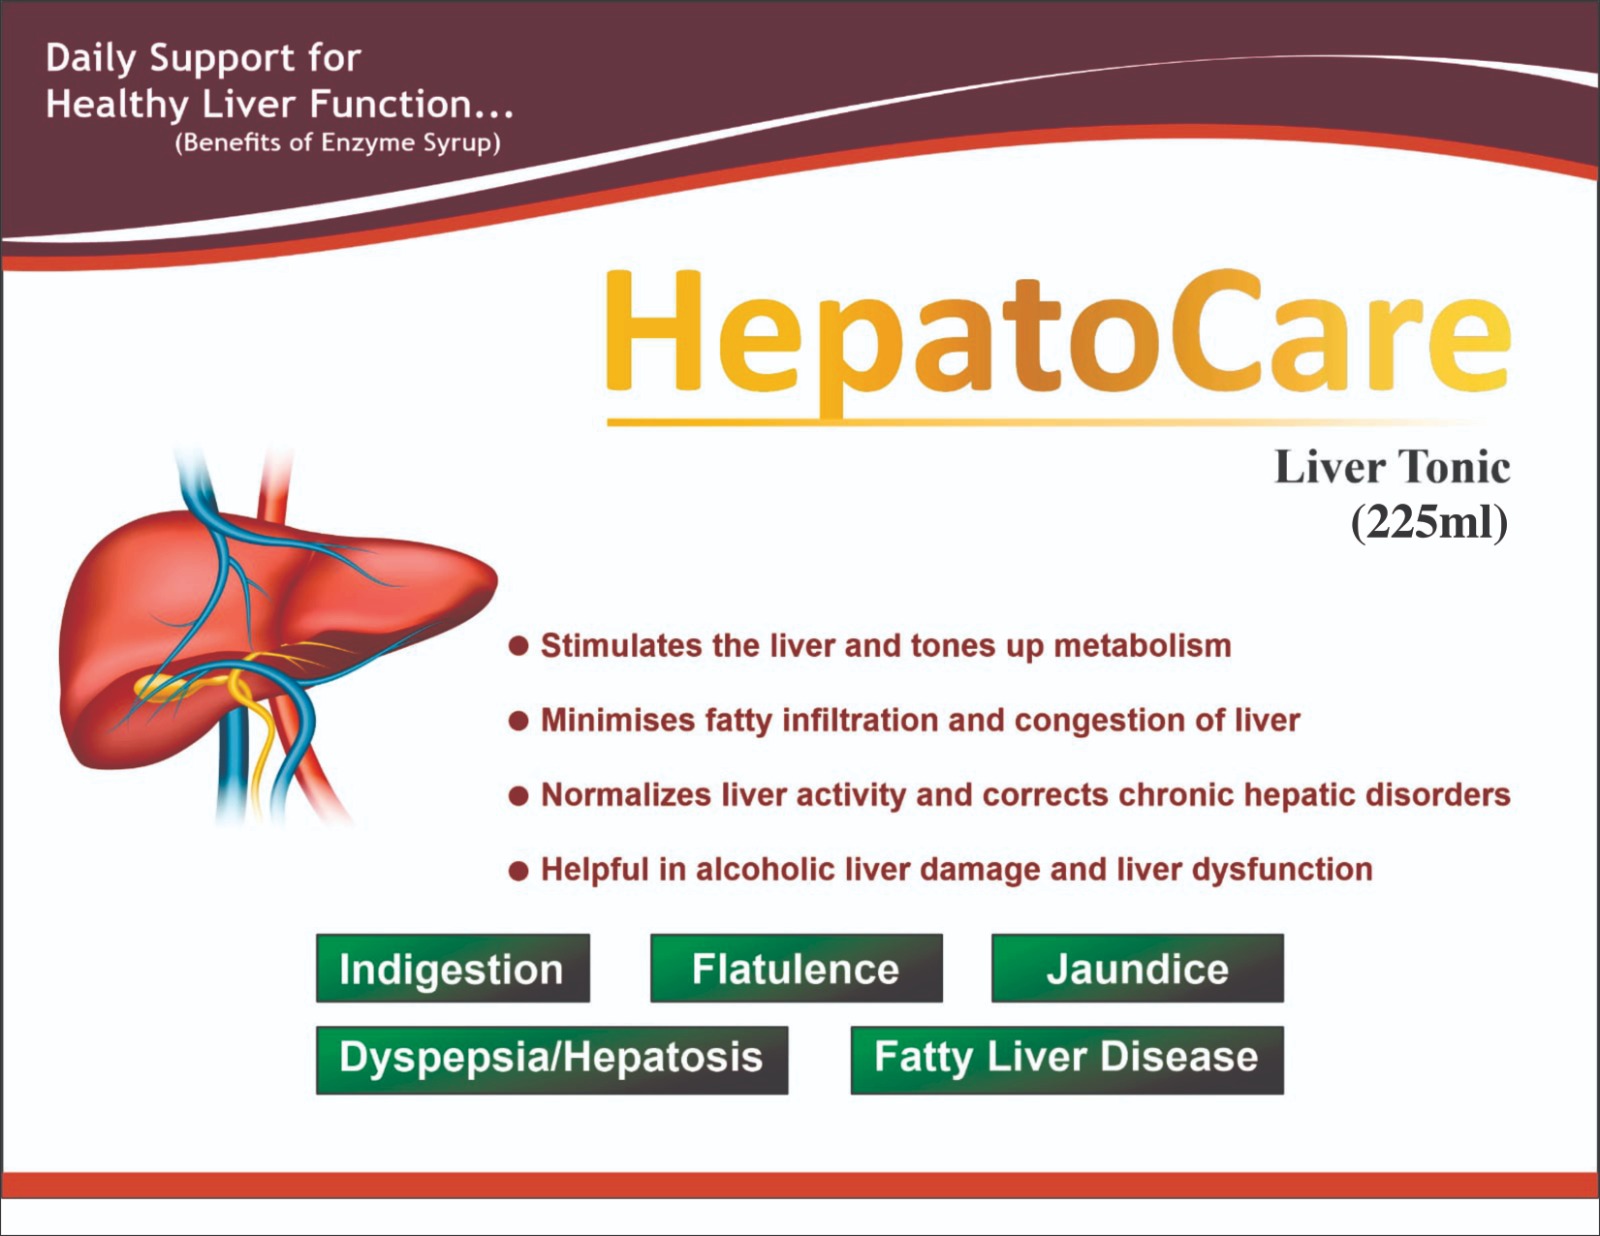 Daily Support for
Healthy Liver Function...
(Benefits of Enzyme Syrup)
HepatoCare
Liver Tonic
(225ml)
● Stimulates the liver and tones up metabolism
● Minimises fatty infiltration and congestion of liver
● Normalizes liver activity and corrects chronic hepatic disorders
● Helpful in alcoholic liver damage and liver dysfunction
Indigestion Flatulence Jaundice
Dyspepsia/Hepatosis Fatty Liver Disease